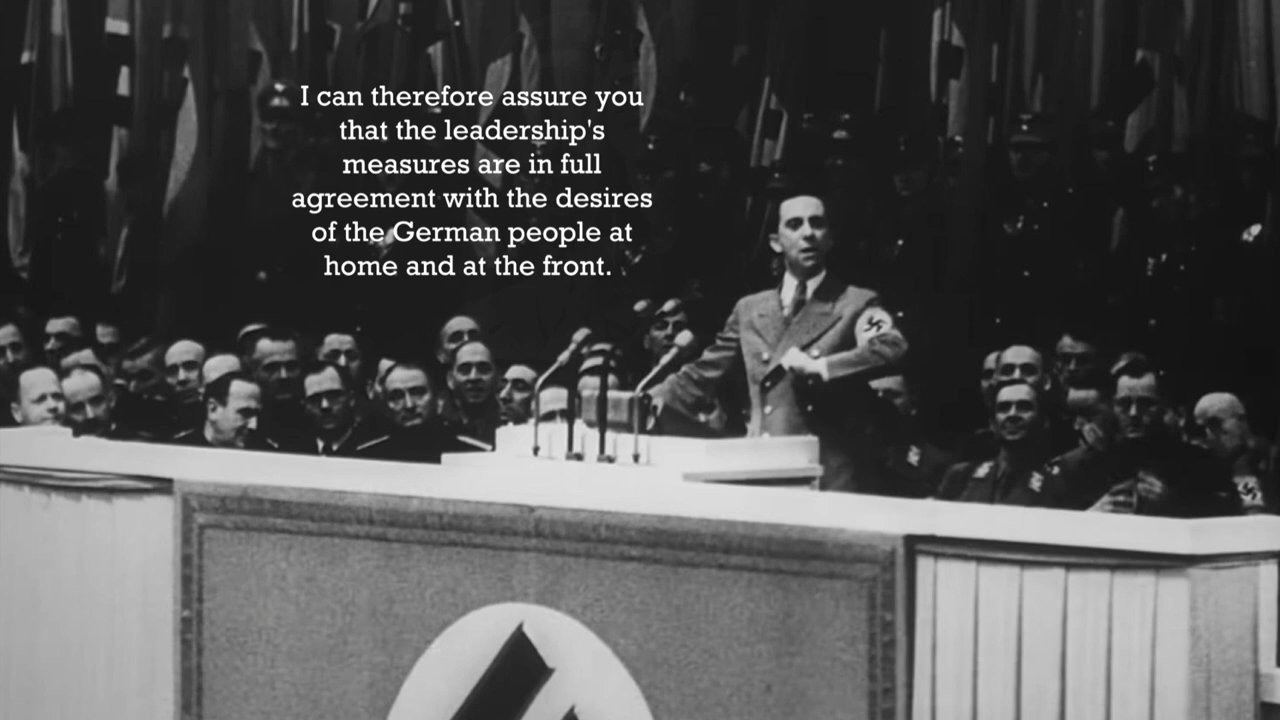 I can therefore assure you
that the leadership's
measures are in full
agreement with the desires
of the German people at
home and at the front.